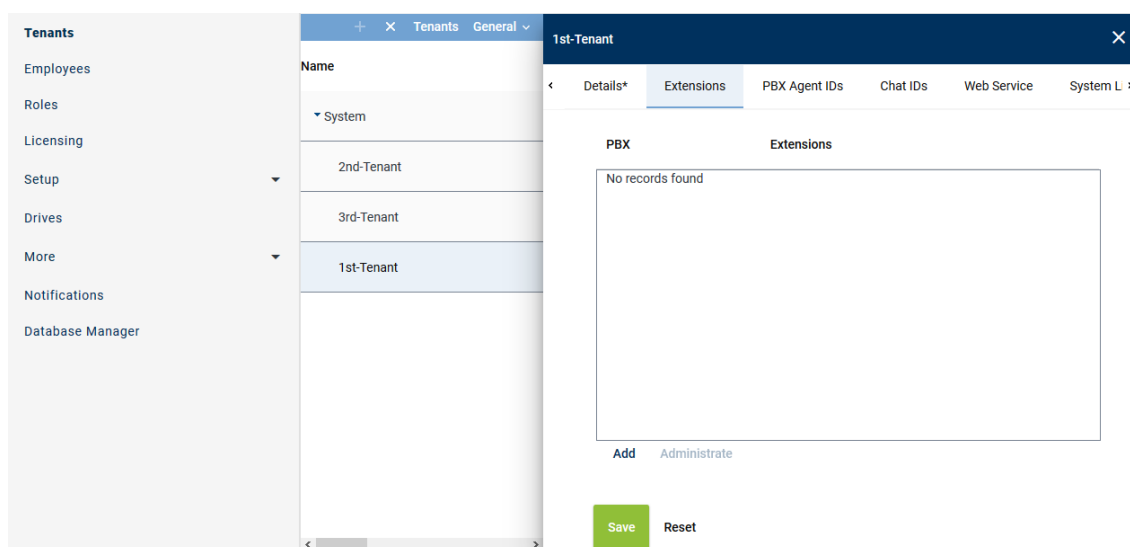 Tenants
Employees
Roles
Licensing
Setup
Drives
More
Notifications
Database Manager
Tenants General
Name
System
2nd-Tenant
3rd-Tenant
1st-Tenant
1st-Tenant
Details* Extensions PBX Agent IDs Chat IDs Web Service System Li
PBX Extensions
No records found
Add Administrate
Save Reset